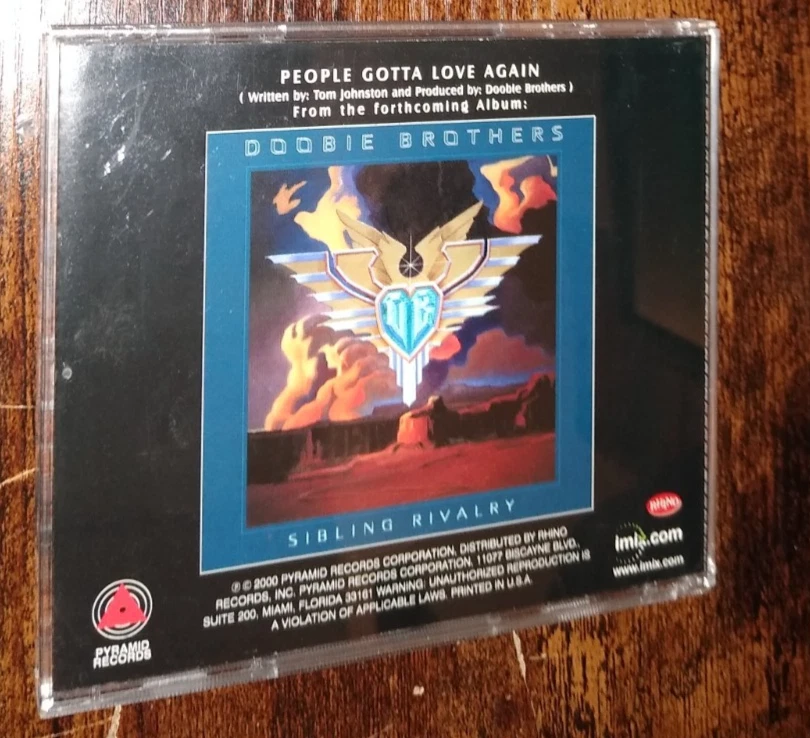 PEOPLE GOTTA LOVE AGAIN
( Written by: Tom Johnston and Produced by: Doobie Brothers )
From the forthcoming Album:
DOOBIE BROTHERS
DB
SIBLING RIVALRY
℗ © 2000 PYRAMID RECORDS CORPORATION, DISTRIBUTED BY RHINO
RECORDS, INC. PYRAMID RECORDS CORPORATION, 11077 BISCAYNE BLVD,
SUITE 200, MIAMI, FLORIDA 33161 WARNING: UNAUTHORIZED REPRODUCTION IS
A VIOLATION OF APPLICABLE LAWS. PRINTED IN U.S.A.
PYRAMID
RECORDS
RHINO
imix.com
www.imix.com